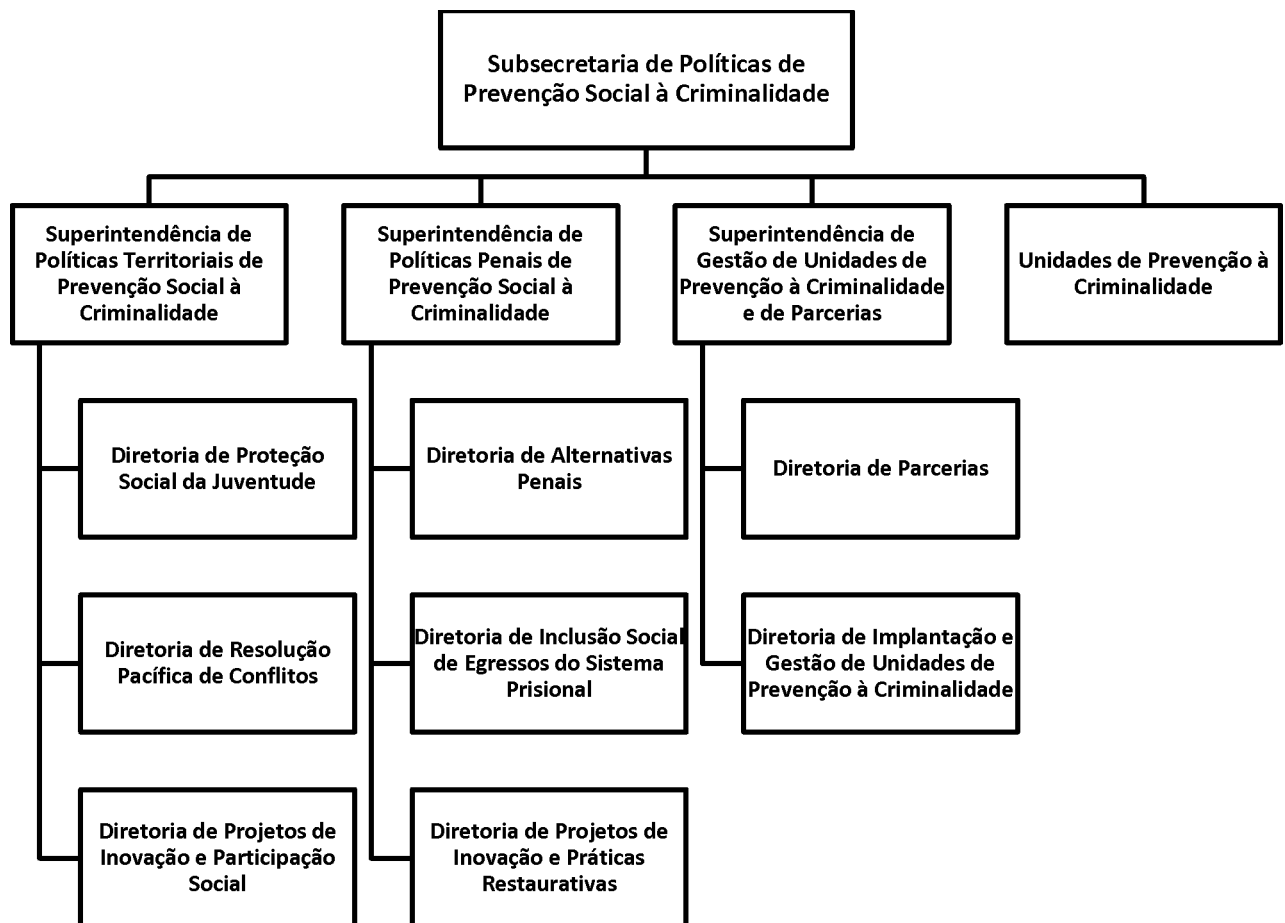 Subsecretaria de Políticas de
Prevenção Social à Criminalidade
Superintendência de
Políticas Territoriais de
Prevenção Social à
Criminalidade
Superintendência de
Políticas Penais de
Prevenção Social à
Criminalidade
Superintendência de
Gestão de Unidades de
Prevenção à Criminalidade
e de Parcerias
Unidades de Prevenção à
Criminalidade
Diretoria de Proteção
Social da Juventude
Diretoria de Alternativas
Penais
Diretoria de Parcerias
Diretoria de Resolução
Pacífica de Conflitos
Diretoria de Inclusão Social
de Egressos do Sistema
Prisional
Diretoria de Implantação e
Gestão de Unidades de
Prevenção à Criminalidade
Diretoria de Projetos de
Inovação e Participação
Social
Diretoria de Projetos de
Inovação e Práticas
Restaurativas